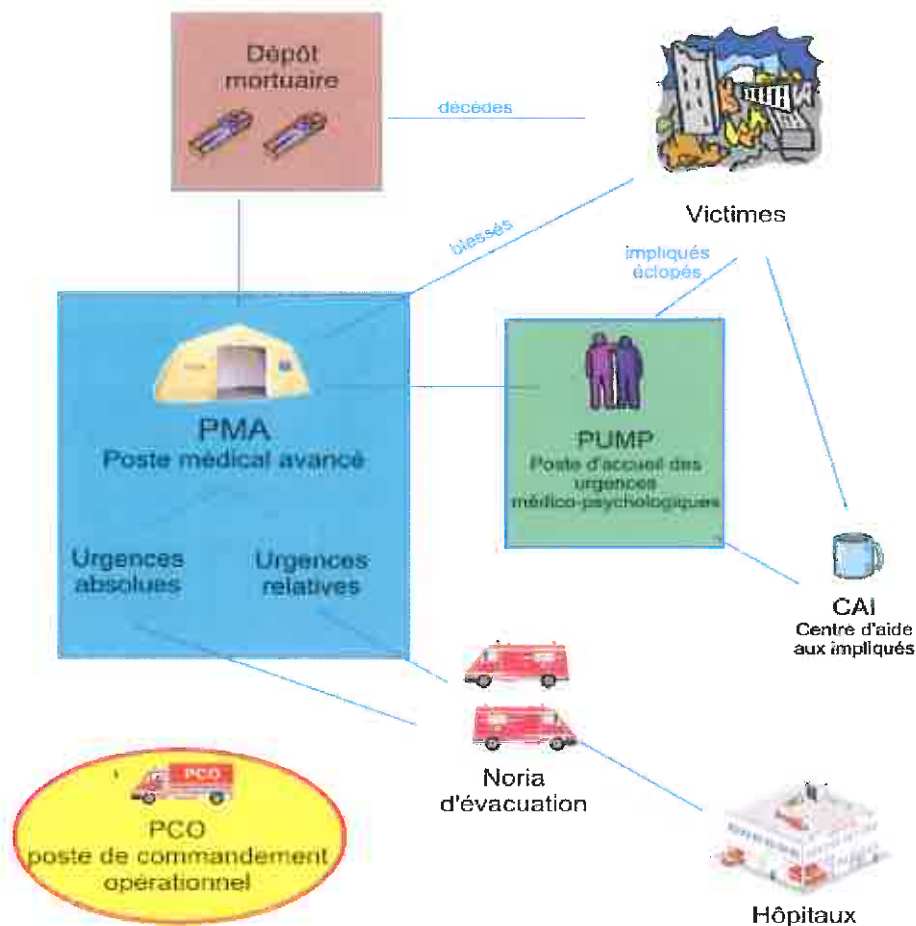 Dépôt
mortuaire
décédes
Victimes
blessés
impliqués
éclopés
PMA
Poste médical avancé
PUMP
Poste d'accueil des
urgences
médico-psychologiques
Urgences
absolues
Urgences
relatives
CAI
Centre d'aide
aux impliqués
Noria
d'évacuation
PCO
PCO
poste de commandement
opérationnel
Hôpitaux